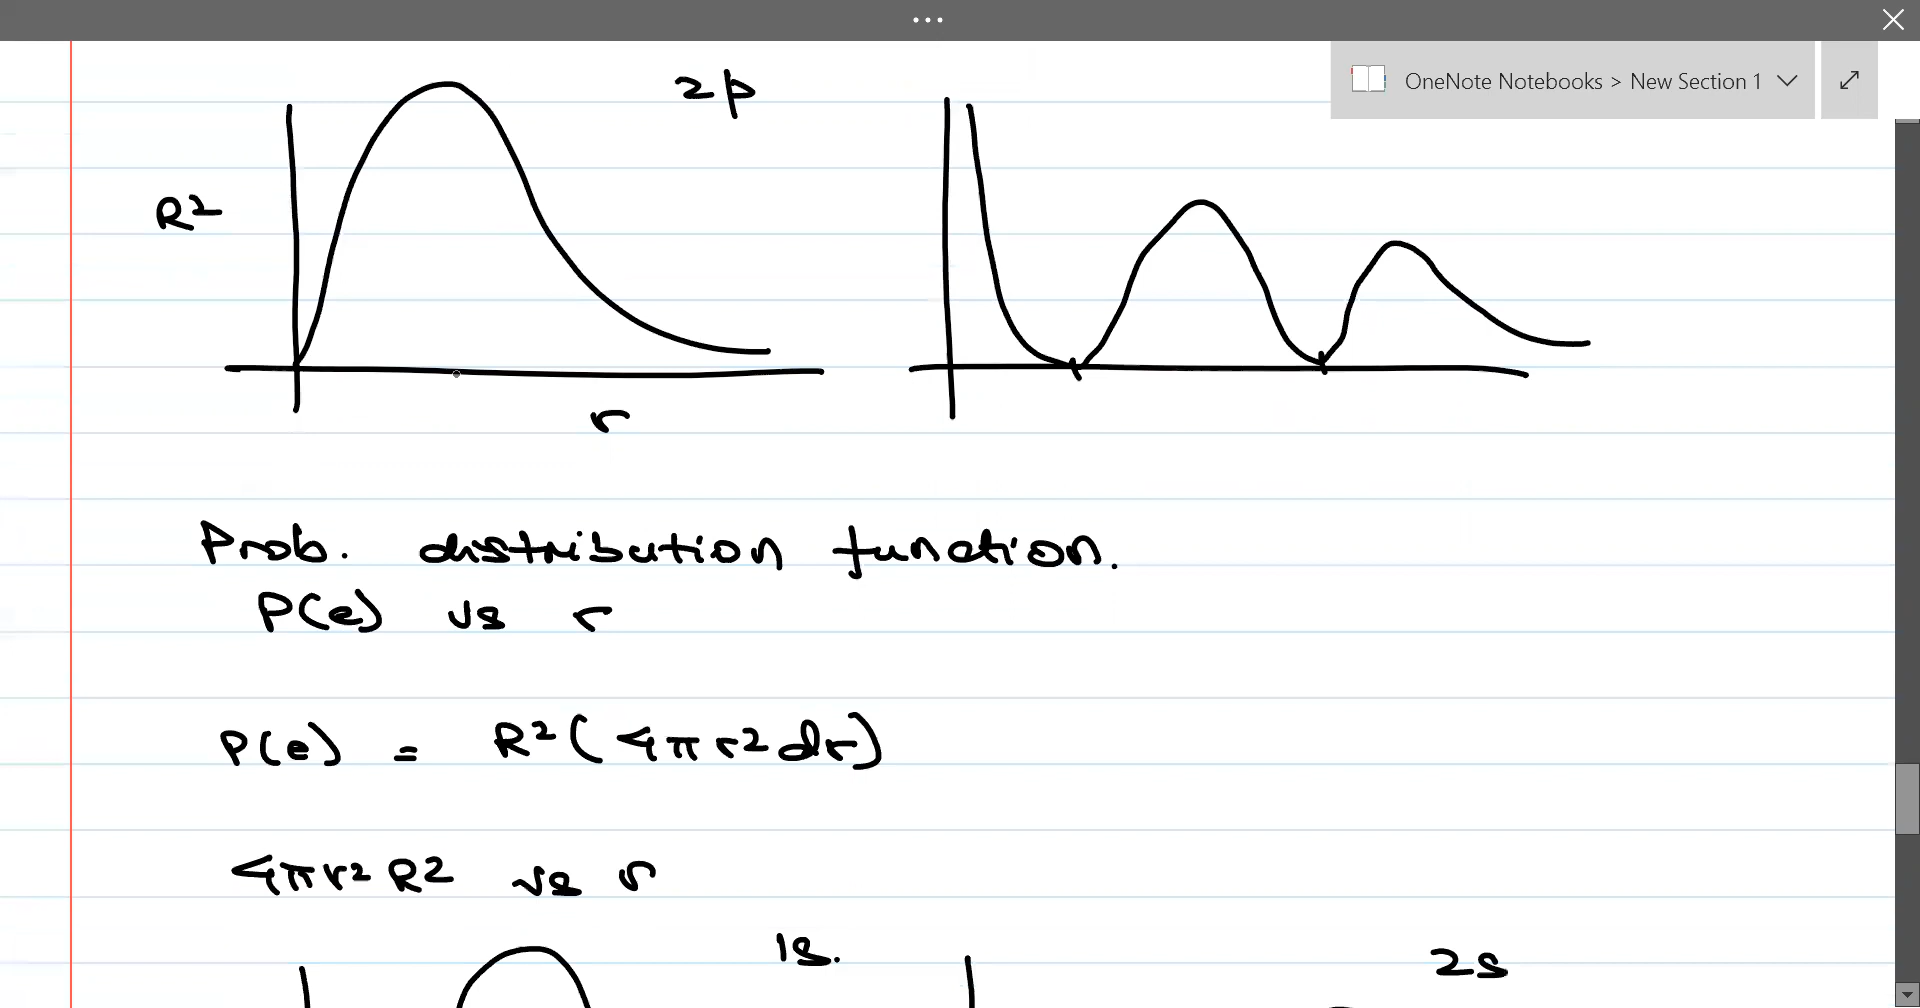 ...
OneNote Notebooks > New Section 1
2p
R²
r
Prob. distribution function.
P(e) vs r
P(e) = R²(4πr²dr)
4πr²R² vs r
1s.
2s